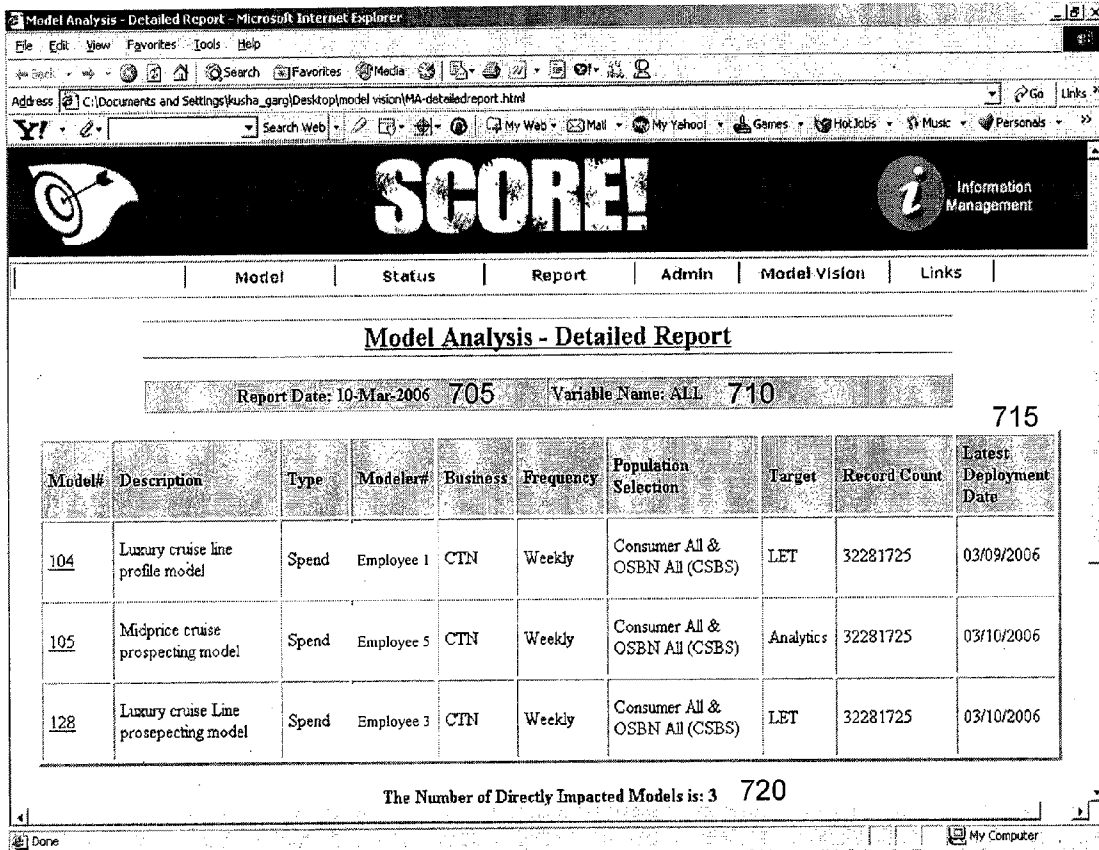 Model Analysis - Detailed Report - Microsoft Internet Explorer
File Edit View Favorites Tools Help
Back Search Favorites Media
Address C:\Documents and Settings\kusha_garg\Desktop\model vision\MA-detailedreport.html Go Links
Y! Search Web My Web Mail My Yahoo! Games HotJobs Music Personals
SCORE!
i Information Management
Model Status Report Admin Model Vision Links
Model Analysis - Detailed Report
Report Date: 10-Mar-2006 705 Variable Name: ALL 710
715
Model# Description Type Modeler# Business Frequency Population Selection Target Record Count Latest Deployment Date
104 Luxury cruise line profile model Spend Employee 1 CTN Weekly Consumer All & OSBN All (CSBS) LET 32281725 03/09/2006
105 Midprice cruise prospecting model Spend Employee 5 CTN Weekly Consumer All & OSBN All (CSBS) Analytics 32281725 03/10/2006
128 Luxury cruise Line prosepecting model Spend Employee 3 CTN Weekly Consumer All & OSBN All (CSBS) LET 32281725 03/10/2006
The Number of Directly Impacted Models is: 3 720
Done My Computer